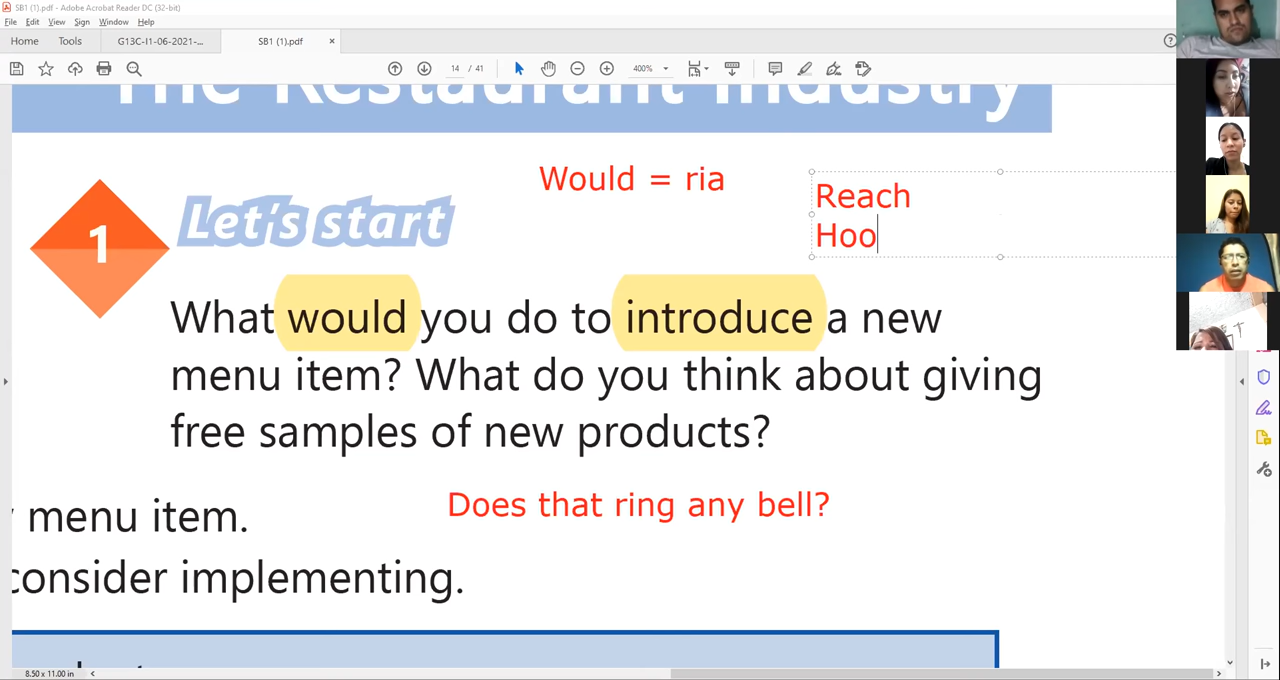 SB1 (1).pdf - Adobe Acrobat Reader DC (32-bit)
File Edit View Sign Window Help
Home Tools G13C-I1-06-2021-... SB1 (1).pdf ×
14 / 41 400%
The Restaurant Industry
Would = ria
Reach
Hoo
1 Let's start
What would you do to introduce a new
menu item? What do you think about giving
free samples of new products?
Does that ring any bell?
menu item.
consider implementing.
8.50 x 11.00 in